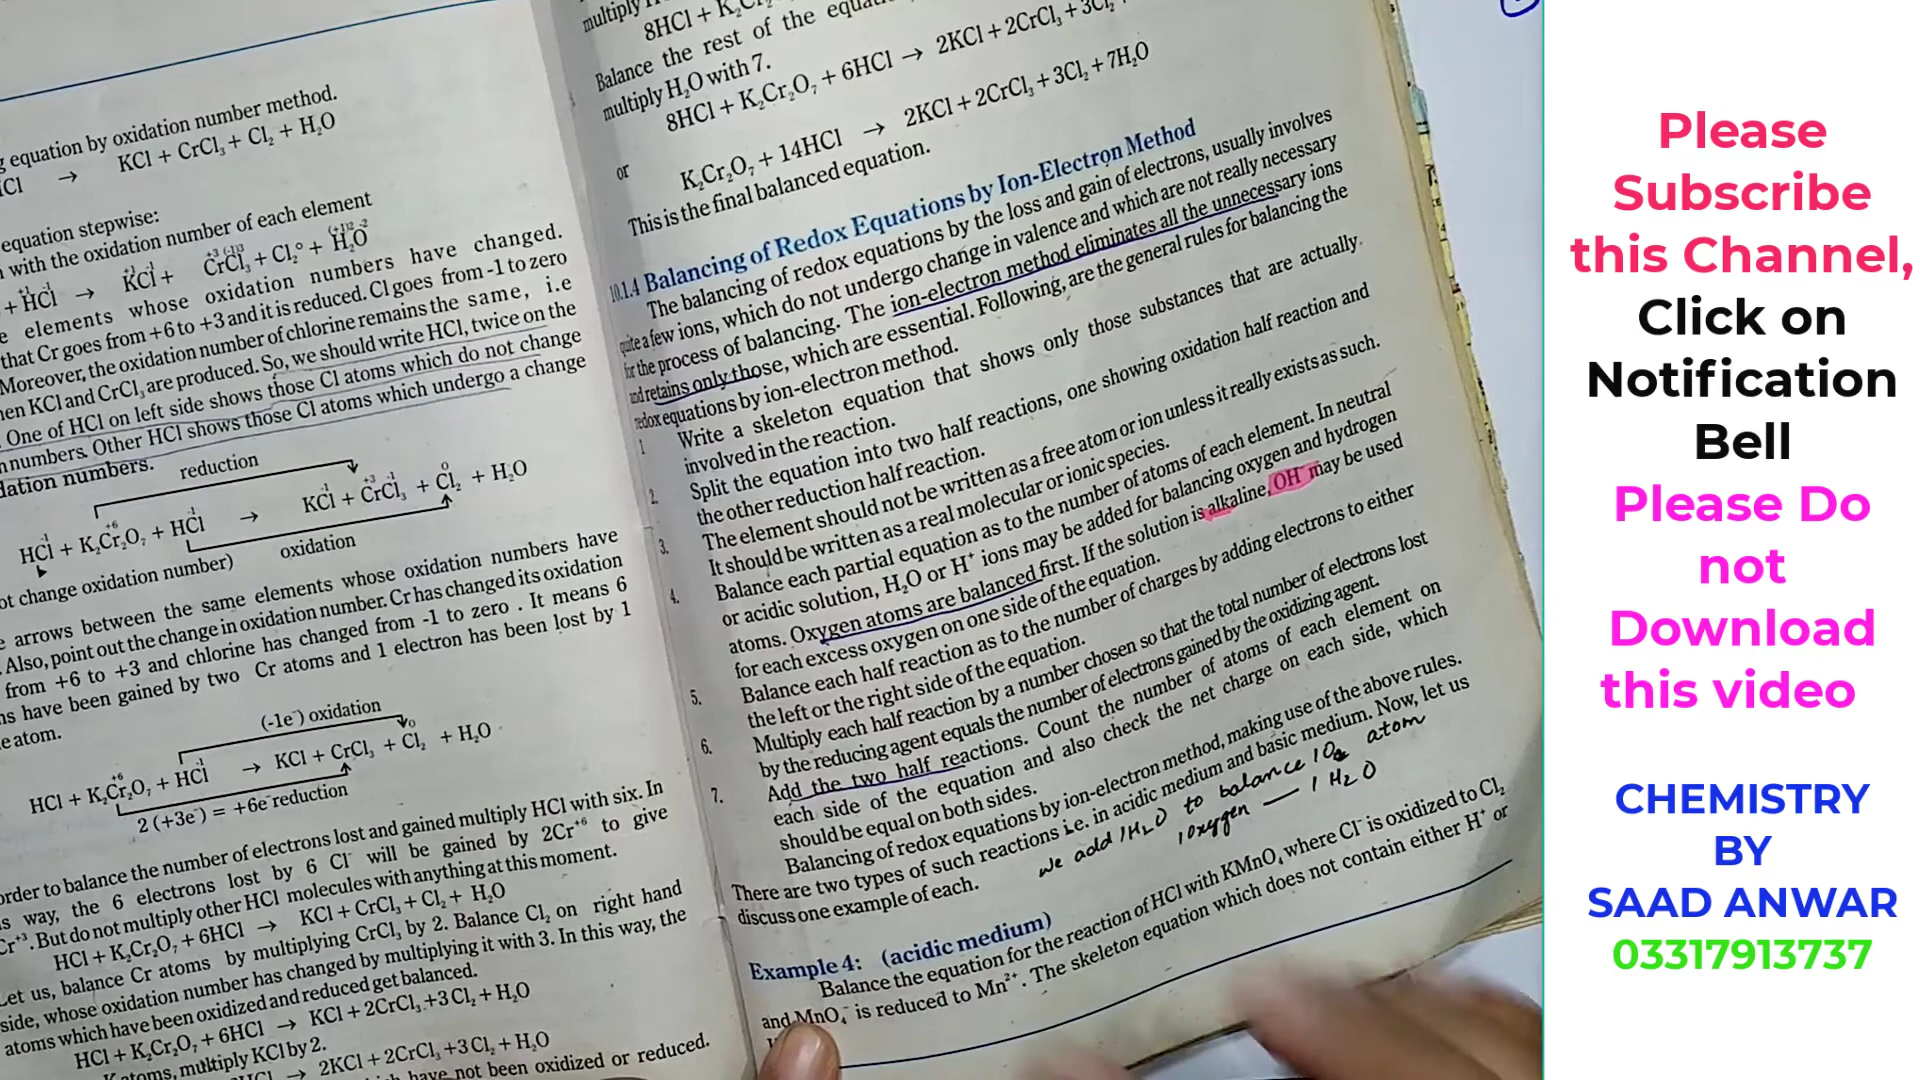 equation by oxidation number method.
→ KCl + CrCl₃ + Cl₂ + H₂O
equation stepwise:
with the oxidation number of each element
+ HCl → KCl + CrCl₃ + Cl₂° + H₂O
elements whose oxidation numbers have changed.
that Cr goes from +6 to +3 and it is reduced. Cl goes from -1 to zero
Moreover, the oxidation number of chlorine remains the same, i.e
KCl and CrCl₃ are produced. So, we should write HCl, twice on the
One of HCl on left side shows those Cl atoms which do not change
numbers. Other HCl shows those Cl atoms which undergo a change
numbers.
reduction
HCl + K₂Cr₂O₇ + HCl → KCl + CrCl₃ + Cl₂ + H₂O
change oxidation number) oxidation
arrows between the same elements whose oxidation numbers have
Also, point out the change in oxidation number. Cr has changed its oxidation
from +6 to +3 and chlorine has changed from -1 to zero . It means 6
have been gained by two Cr atoms and 1 electron has been lost by 1
atom.
(-1e⁻) oxidation
HCl + K₂Cr₂O₇ + HCl → KCl + CrCl₃ + Cl₂ + H₂O
2 (+3e⁻) = +6e⁻ reduction
order to balance the number of electrons lost and gained multiply HCl with six. In
way, the 6 electrons lost by 6 Cl⁻ will be gained by 2Cr⁺⁶ to give
But do not multiply other HCl molecules with anything at this moment.
HCl + K₂Cr₂O₇ + 6HCl → KCl + CrCl₃ + Cl₂ + H₂O
Let us, balance Cr atoms by multiplying CrCl₃ by 2. Balance Cl₂ on right hand
side, whose oxidation number has changed by multiplying it with 3. In this way, the
atoms which have been oxidized and reduced get balanced.
HCl + K₂Cr₂O₇ + 6HCl → KCl + 2CrCl₃ +3 Cl₂ + H₂O
K atoms, multiply KCl by 2.
→ 2KCl + 2CrCl₃ +3 Cl₂ + H₂O
have not been oxidized or reduced.
multiply
8HCl +
Balance the rest of the
multiply H₂O with 7.
8HCl + K₂Cr₂O₇ + 6HCl → 2KCl + 2CrCl₃ + 3Cl₂
or K₂Cr₂O₇ + 14HCl → 2KCl + 2CrCl₃ + 3Cl₂ + 7H₂O
This is the final balanced equation.
10.1.4 Balancing of Redox Equations by Ion-Electron Method
The balancing of redox equations by the loss and gain of electrons, usually involves
quite a few ions, which do not undergo change in valence and which are not really necessary
for the process of balancing. The ion-electron method eliminates all the unnecessary ions
and retains only those, which are essential. Following, are the general rules for balancing the
redox equations by ion-electron method.
1 Write a skeleton equation that shows only those substances that are actually
involved in the reaction.
2. Split the equation into two half reactions, one showing oxidation half reaction and
the other reduction half reaction.
3. The element should not be written as a free atom or ion unless it really exists as such.
It should be written as a real molecular or ionic species.
4. Balance each partial equation as to the number of atoms of each element. In neutral
or acidic solution, H₂O or H⁺ ions may be added for balancing oxygen and hydrogen
atoms. Oxygen atoms are balanced first. If the solution is alkaline, OH⁻ may be used
for each excess oxygen on one side of the equation.
5. Balance each half reaction as to the number of charges by adding electrons to either
the left or the right side of the equation.
6. Multiply each half reaction by a number chosen so that the total number of electrons lost
by the reducing agent equals the number of electrons gained by the oxidizing agent.
7. Add the two half reactions. Count the number of atoms of each element on
each side of the equation and also check the net charge on each side, which
should be equal on both sides.
Balancing of redox equations by ion-electron method, making use of the above rules.
There are two types of such reactions i.e. in acidic medium and basic medium. Now, let us
discuss one example of each.
we add 1H₂O to balance 1O₂ atom
1 oxygen — 1 H₂O
Example 4: (acidic medium)
Balance the equation for the reaction of HCl with KMnO₄ where Cl⁻ is oxidized to Cl₂
and MnO₄⁻ is reduced to Mn²⁺. The skeleton equation which does not contain either H⁺ or
Please
Subscribe
this Channel,
Click on
Notification
Bell
Please Do
not
Download
this video
CHEMISTRY
BY
SAAD ANWAR
03317913737